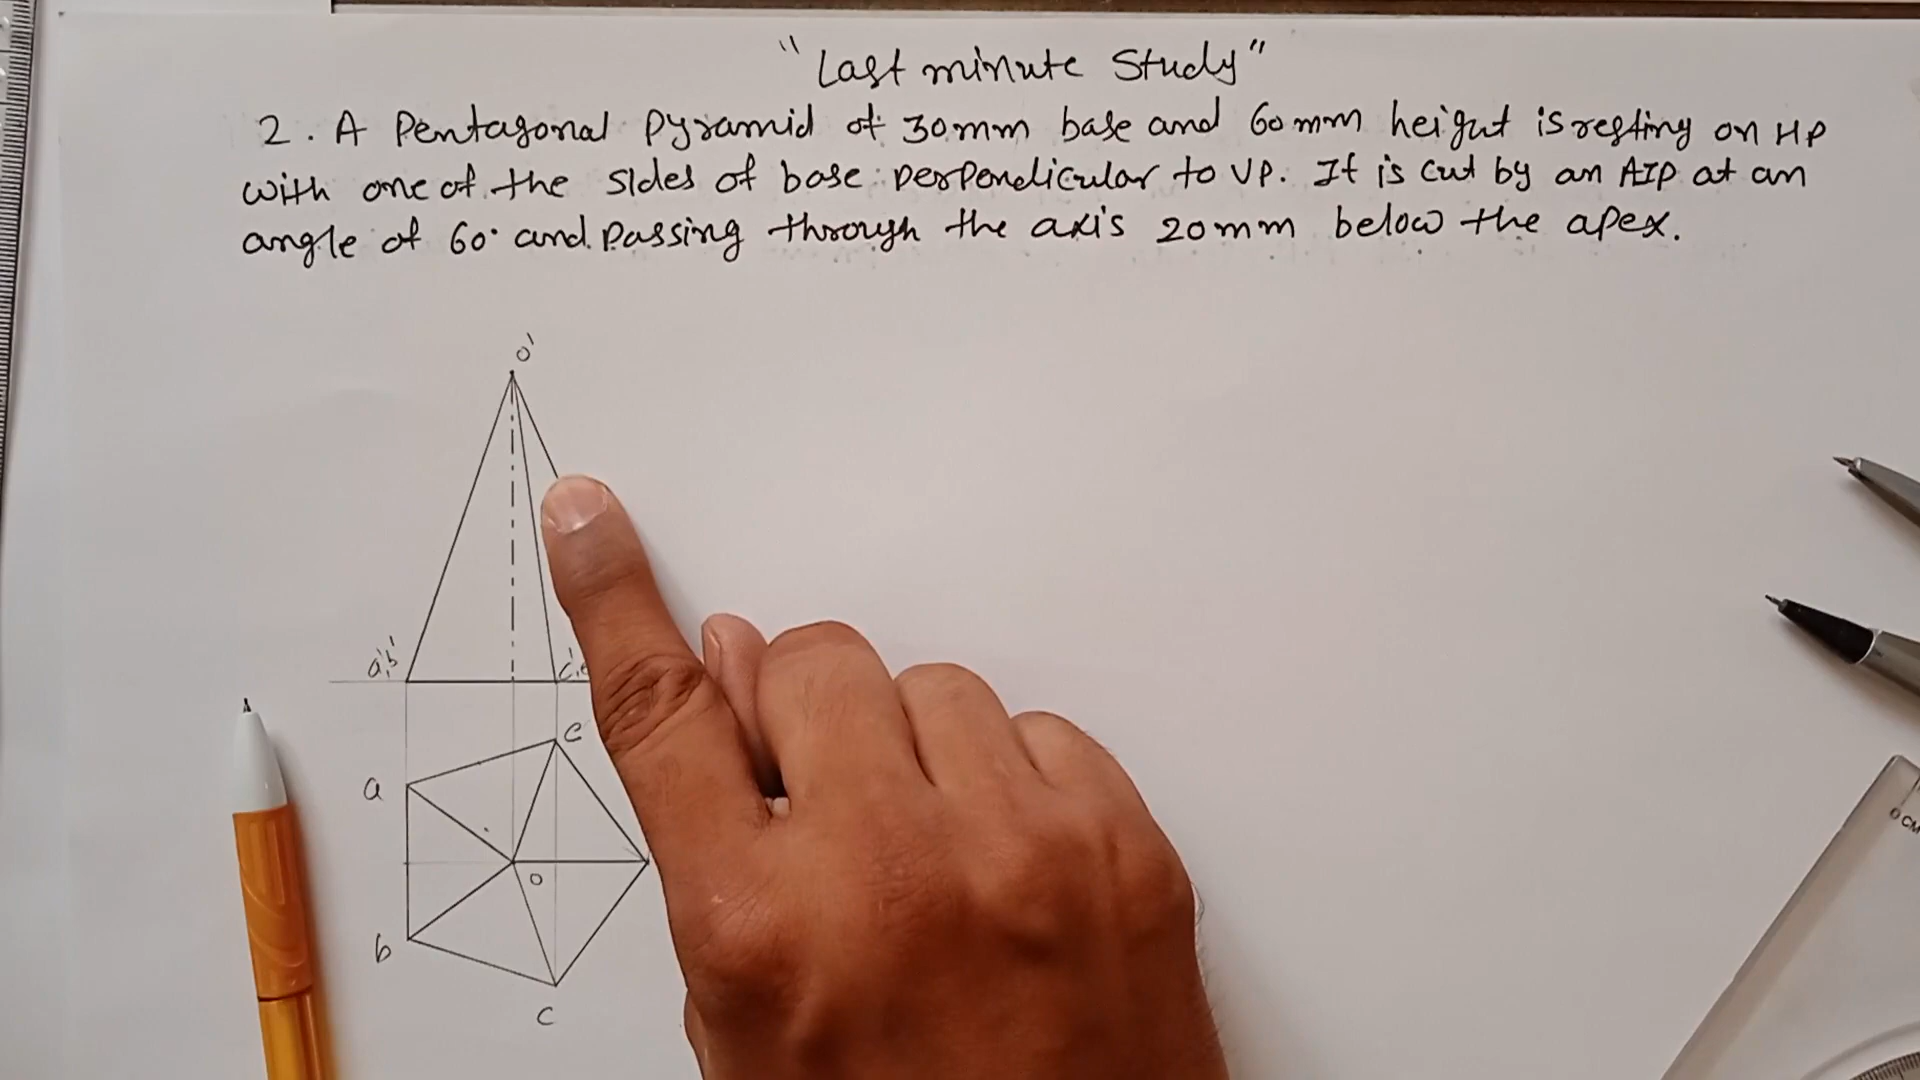 "Last minute Study"
2. A Pentagonal Pyramid of 30mm base and 60mm height is resting on HP
with one of the sides of base perpendicular to VP. It is cut by an AIP at an
angle of 60° and Passing through the axis 20mm below the apex.
o'
a',b'
c',
e
a
o
b
c
0 CM